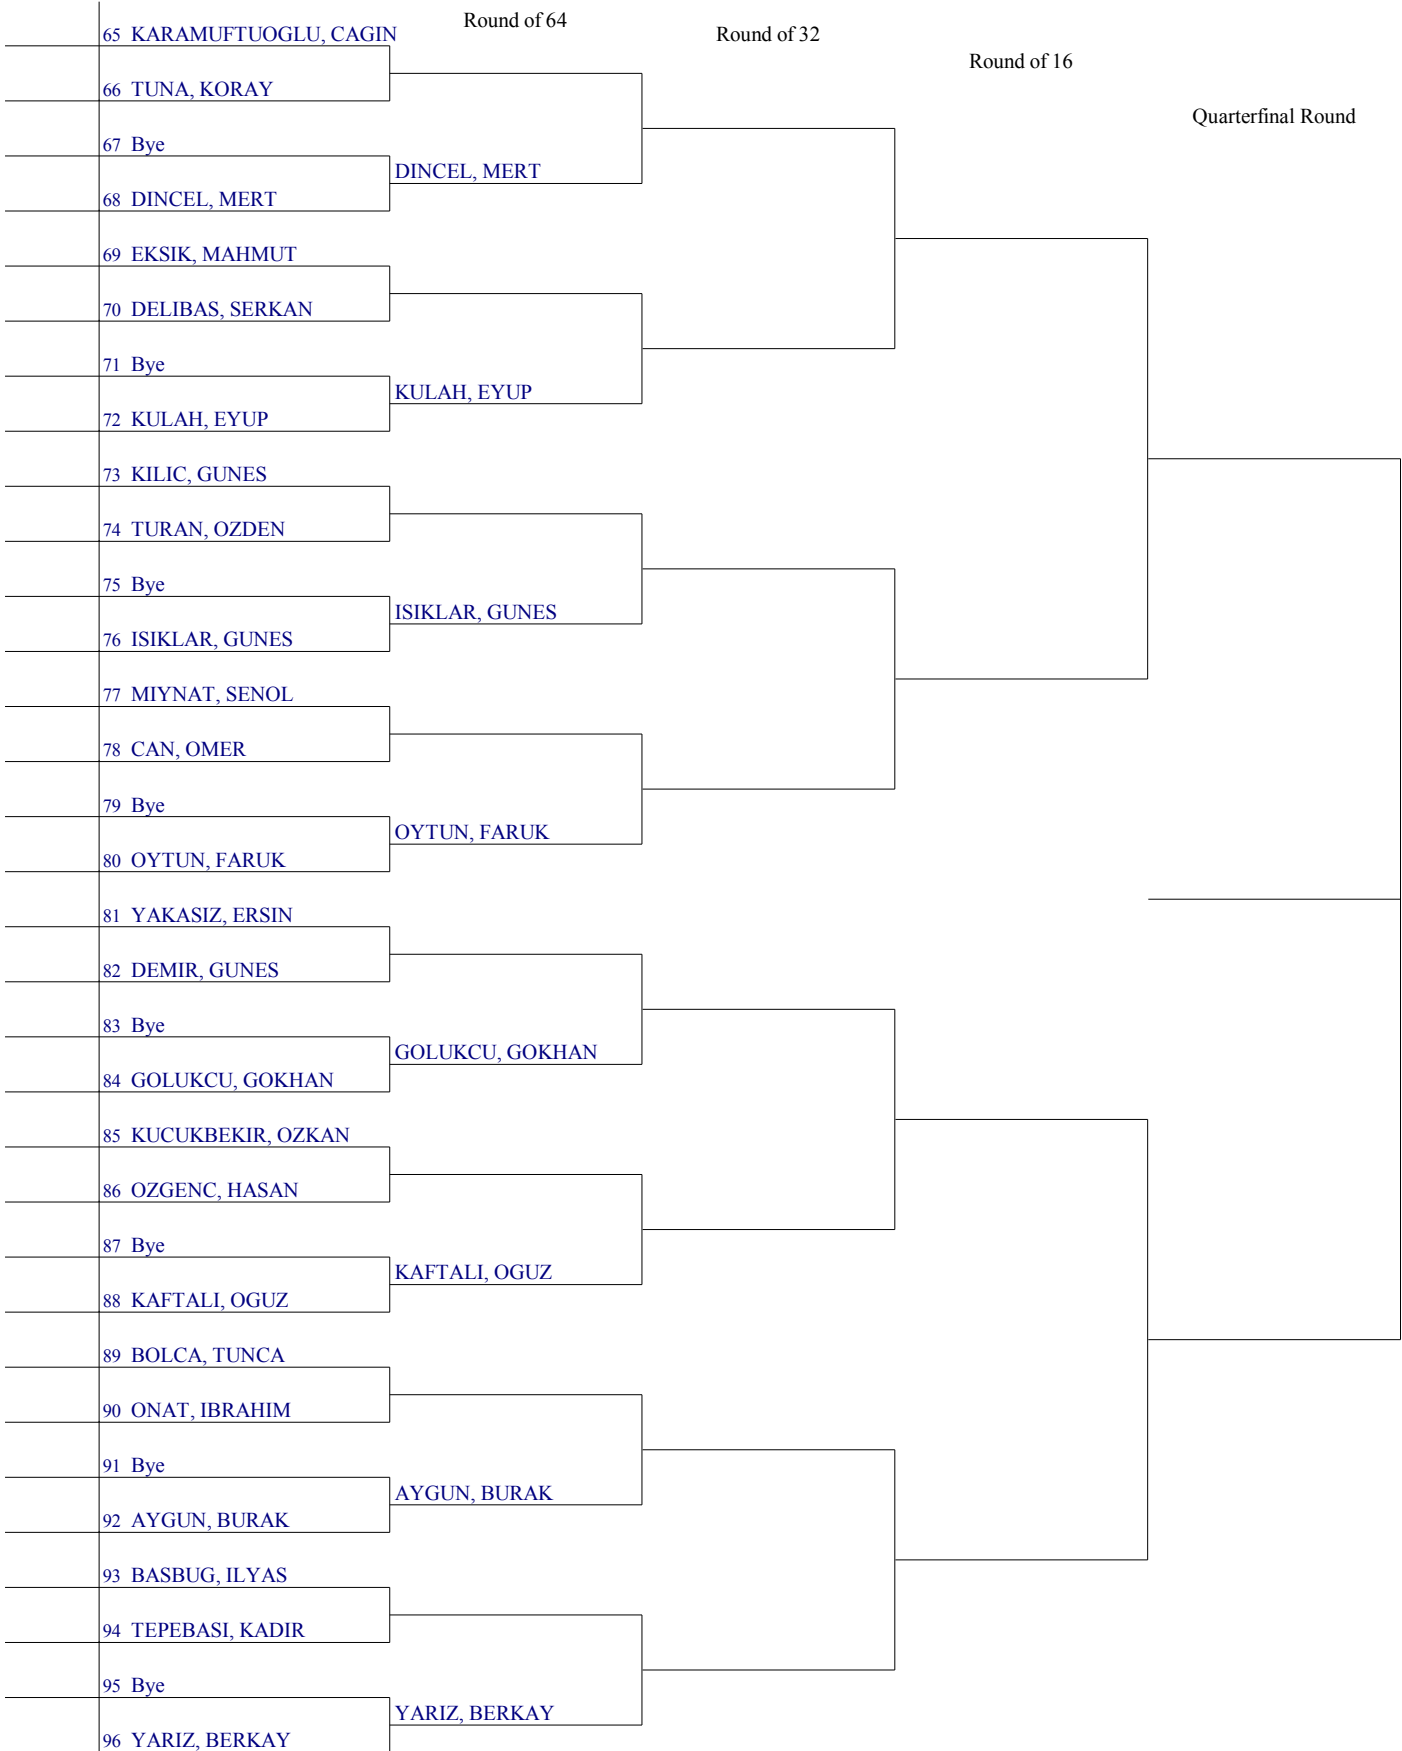 Round of 64
Round of 32
Round of 16
Quarterfinal Round
65 KARAMUFTUOGLU, CAGIN
66 TUNA, KORAY
67 Bye
DINCEL, MERT
68 DINCEL, MERT
69 EKSIK, MAHMUT
70 DELIBAS, SERKAN
71 Bye
KULAH, EYUP
72 KULAH, EYUP
73 KILIC, GUNES
74 TURAN, OZDEN
75 Bye
ISIKLAR, GUNES
76 ISIKLAR, GUNES
77 MIYNAT, SENOL
78 CAN, OMER
79 Bye
OYTUN, FARUK
80 OYTUN, FARUK
81 YAKASIZ, ERSIN
82 DEMIR, GUNES
83 Bye
GOLUKCU, GOKHAN
84 GOLUKCU, GOKHAN
85 KUCUKBEKIR, OZKAN
86 OZGENC, HASAN
87 Bye
KAFTALI, OGUZ
88 KAFTALI, OGUZ
89 BOLCA, TUNCA
90 ONAT, IBRAHIM
91 Bye
AYGUN, BURAK
92 AYGUN, BURAK
93 BASBUG, ILYAS
94 TEPEBASI, KADIR
95 Bye
YARIZ, BERKAY
96 YARIZ, BERKAY